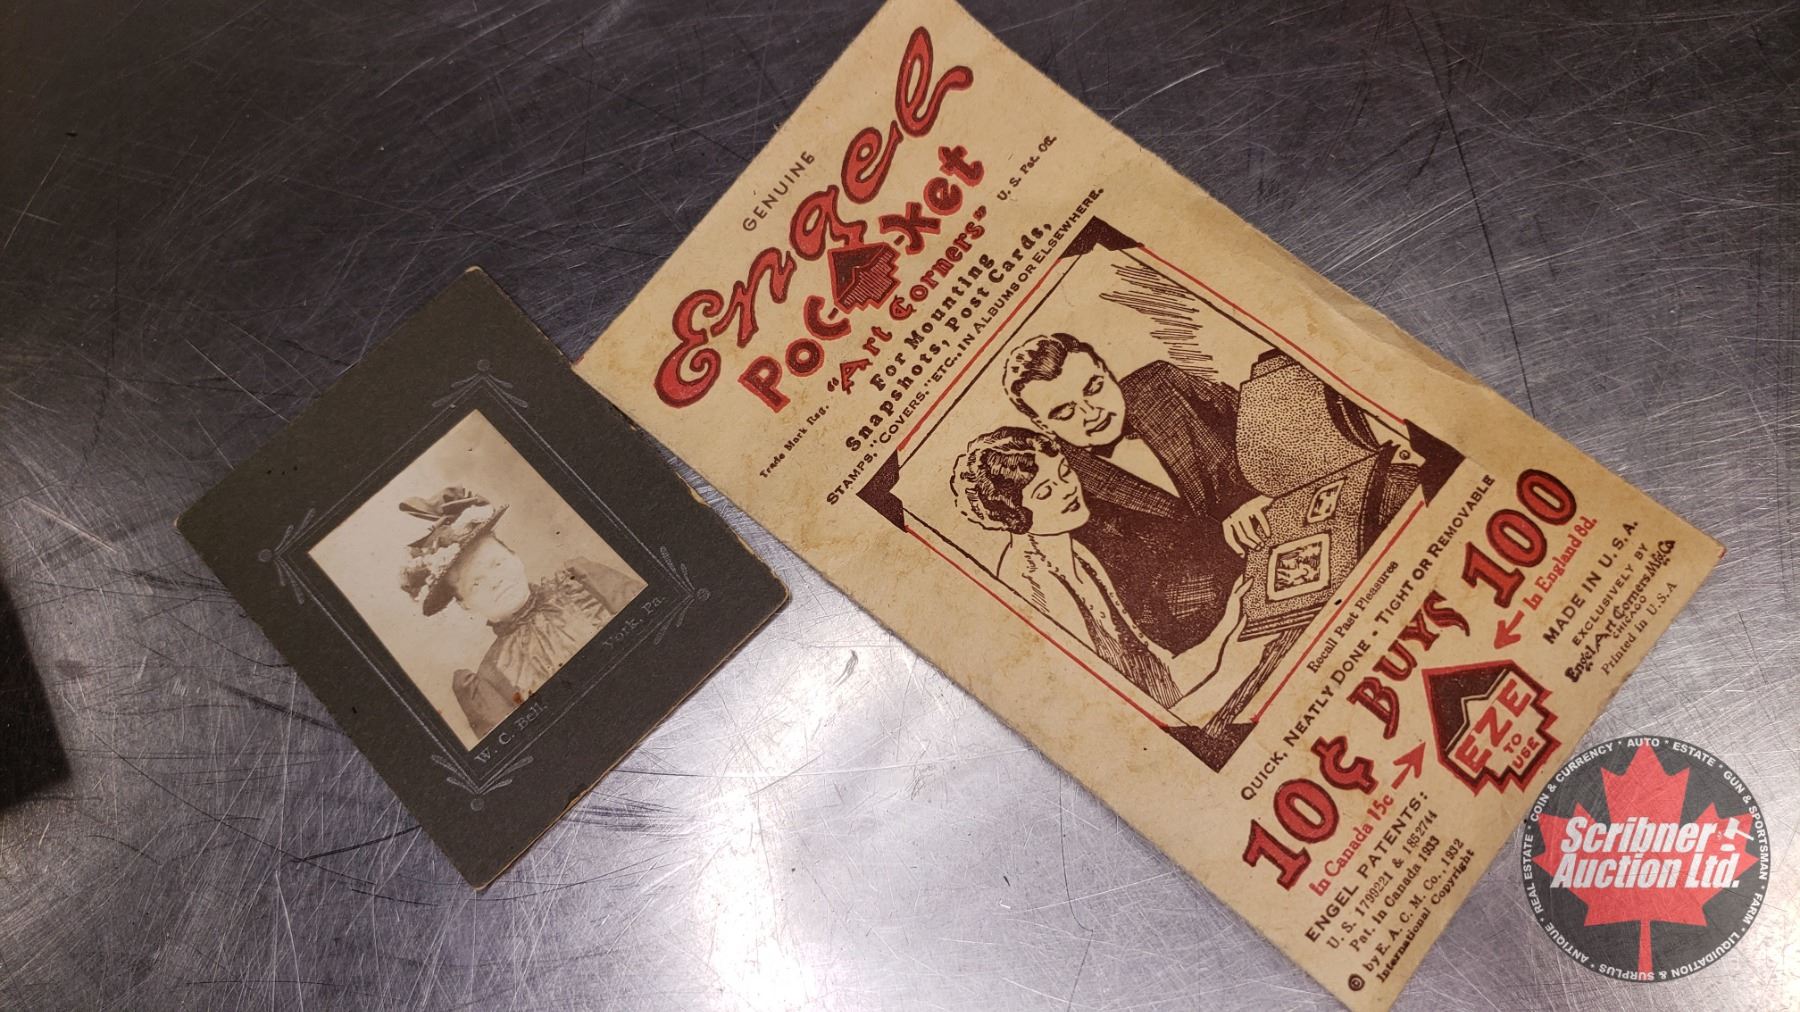 GENUINE
Engel
Poc-ket
"Art Corners"
Trade Mark Reg.
U. S. Pat. Off.
For Mounting
Snapshots, Post Cards,
STAMPS, "COVERS," ETC., IN ALBUMS OR ELSEWHERE.
Recall Past Pleasures
QUICK, NEATLY DONE - TIGHT OR REMOVABLE
10¢ BUYS 100
In Canada 15c
In England 8d.
EZE
TO
USE
ENGEL PATENTS:
U. S. 1799221 & 1852744
Pat. In Canada 1933
© by E. A. C. M. Co., 1932
International Copyright
MADE IN U. S. A.
EXCLUSIVELY BY
Engel Art Corners Mfg. Co
CHICAGO
Printed in U. S. A
W. C. Bell,
York, Pa.
Scribner
Auction Ltd.
COIN & CURRENCY * AUTO * ESTATE * GUN & SPORTSMAN * FARM * LIQUIDATION & SURPLUS * ANTIQUE * REAL ESTATE *